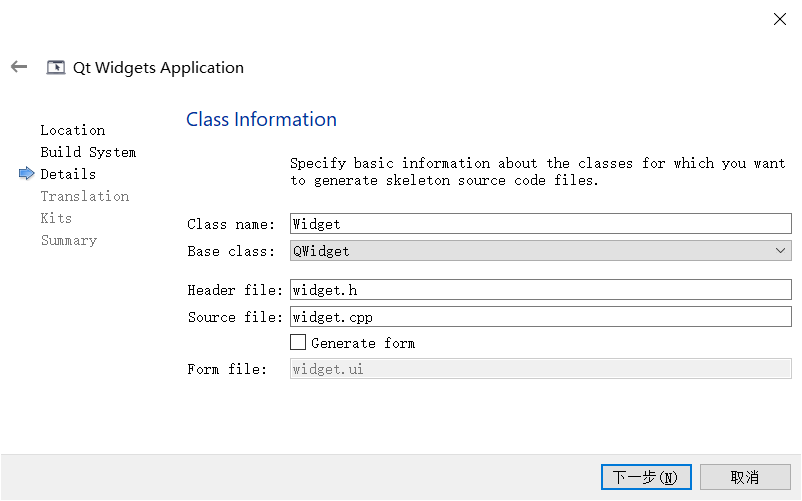 Qt Widgets Application
Location
Build System
Details
Translation
Kits
Summary
Class Information
Specify basic information about the classes for which you want
to generate skeleton source code files.
Class name: Widget
Base class: QWidget
Header file: widget.h
Source file: widget.cpp
Generate form
Form file: widget.ui
下一步(N) 取消